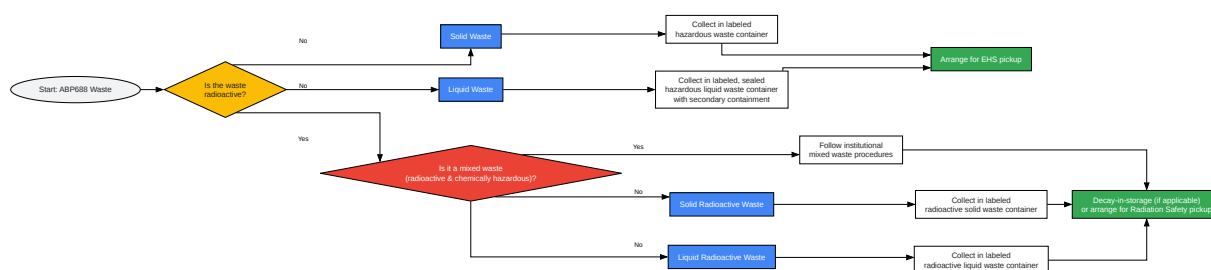 Start: ABP688 Waste
Is the waste
radioactive?
No
Solid Waste
Collect in labeled
hazardous waste container
Arrange for EHS pickup
No
Liquid Waste
Collect in labeled, sealed
hazardous liquid waste container
with secondary containment
Yes
Is it a mixed waste
(radioactive & chemically hazardous)?
Yes
Follow institutional
mixed waste procedures
No
Solid Radioactive Waste
Collect in labeled
radioactive solid waste container
Decay-in-storage (if applicable)
or arrange for Radiation Safety pickup
No
Liquid Radioactive Waste
Collect in labeled
radioactive liquid waste container